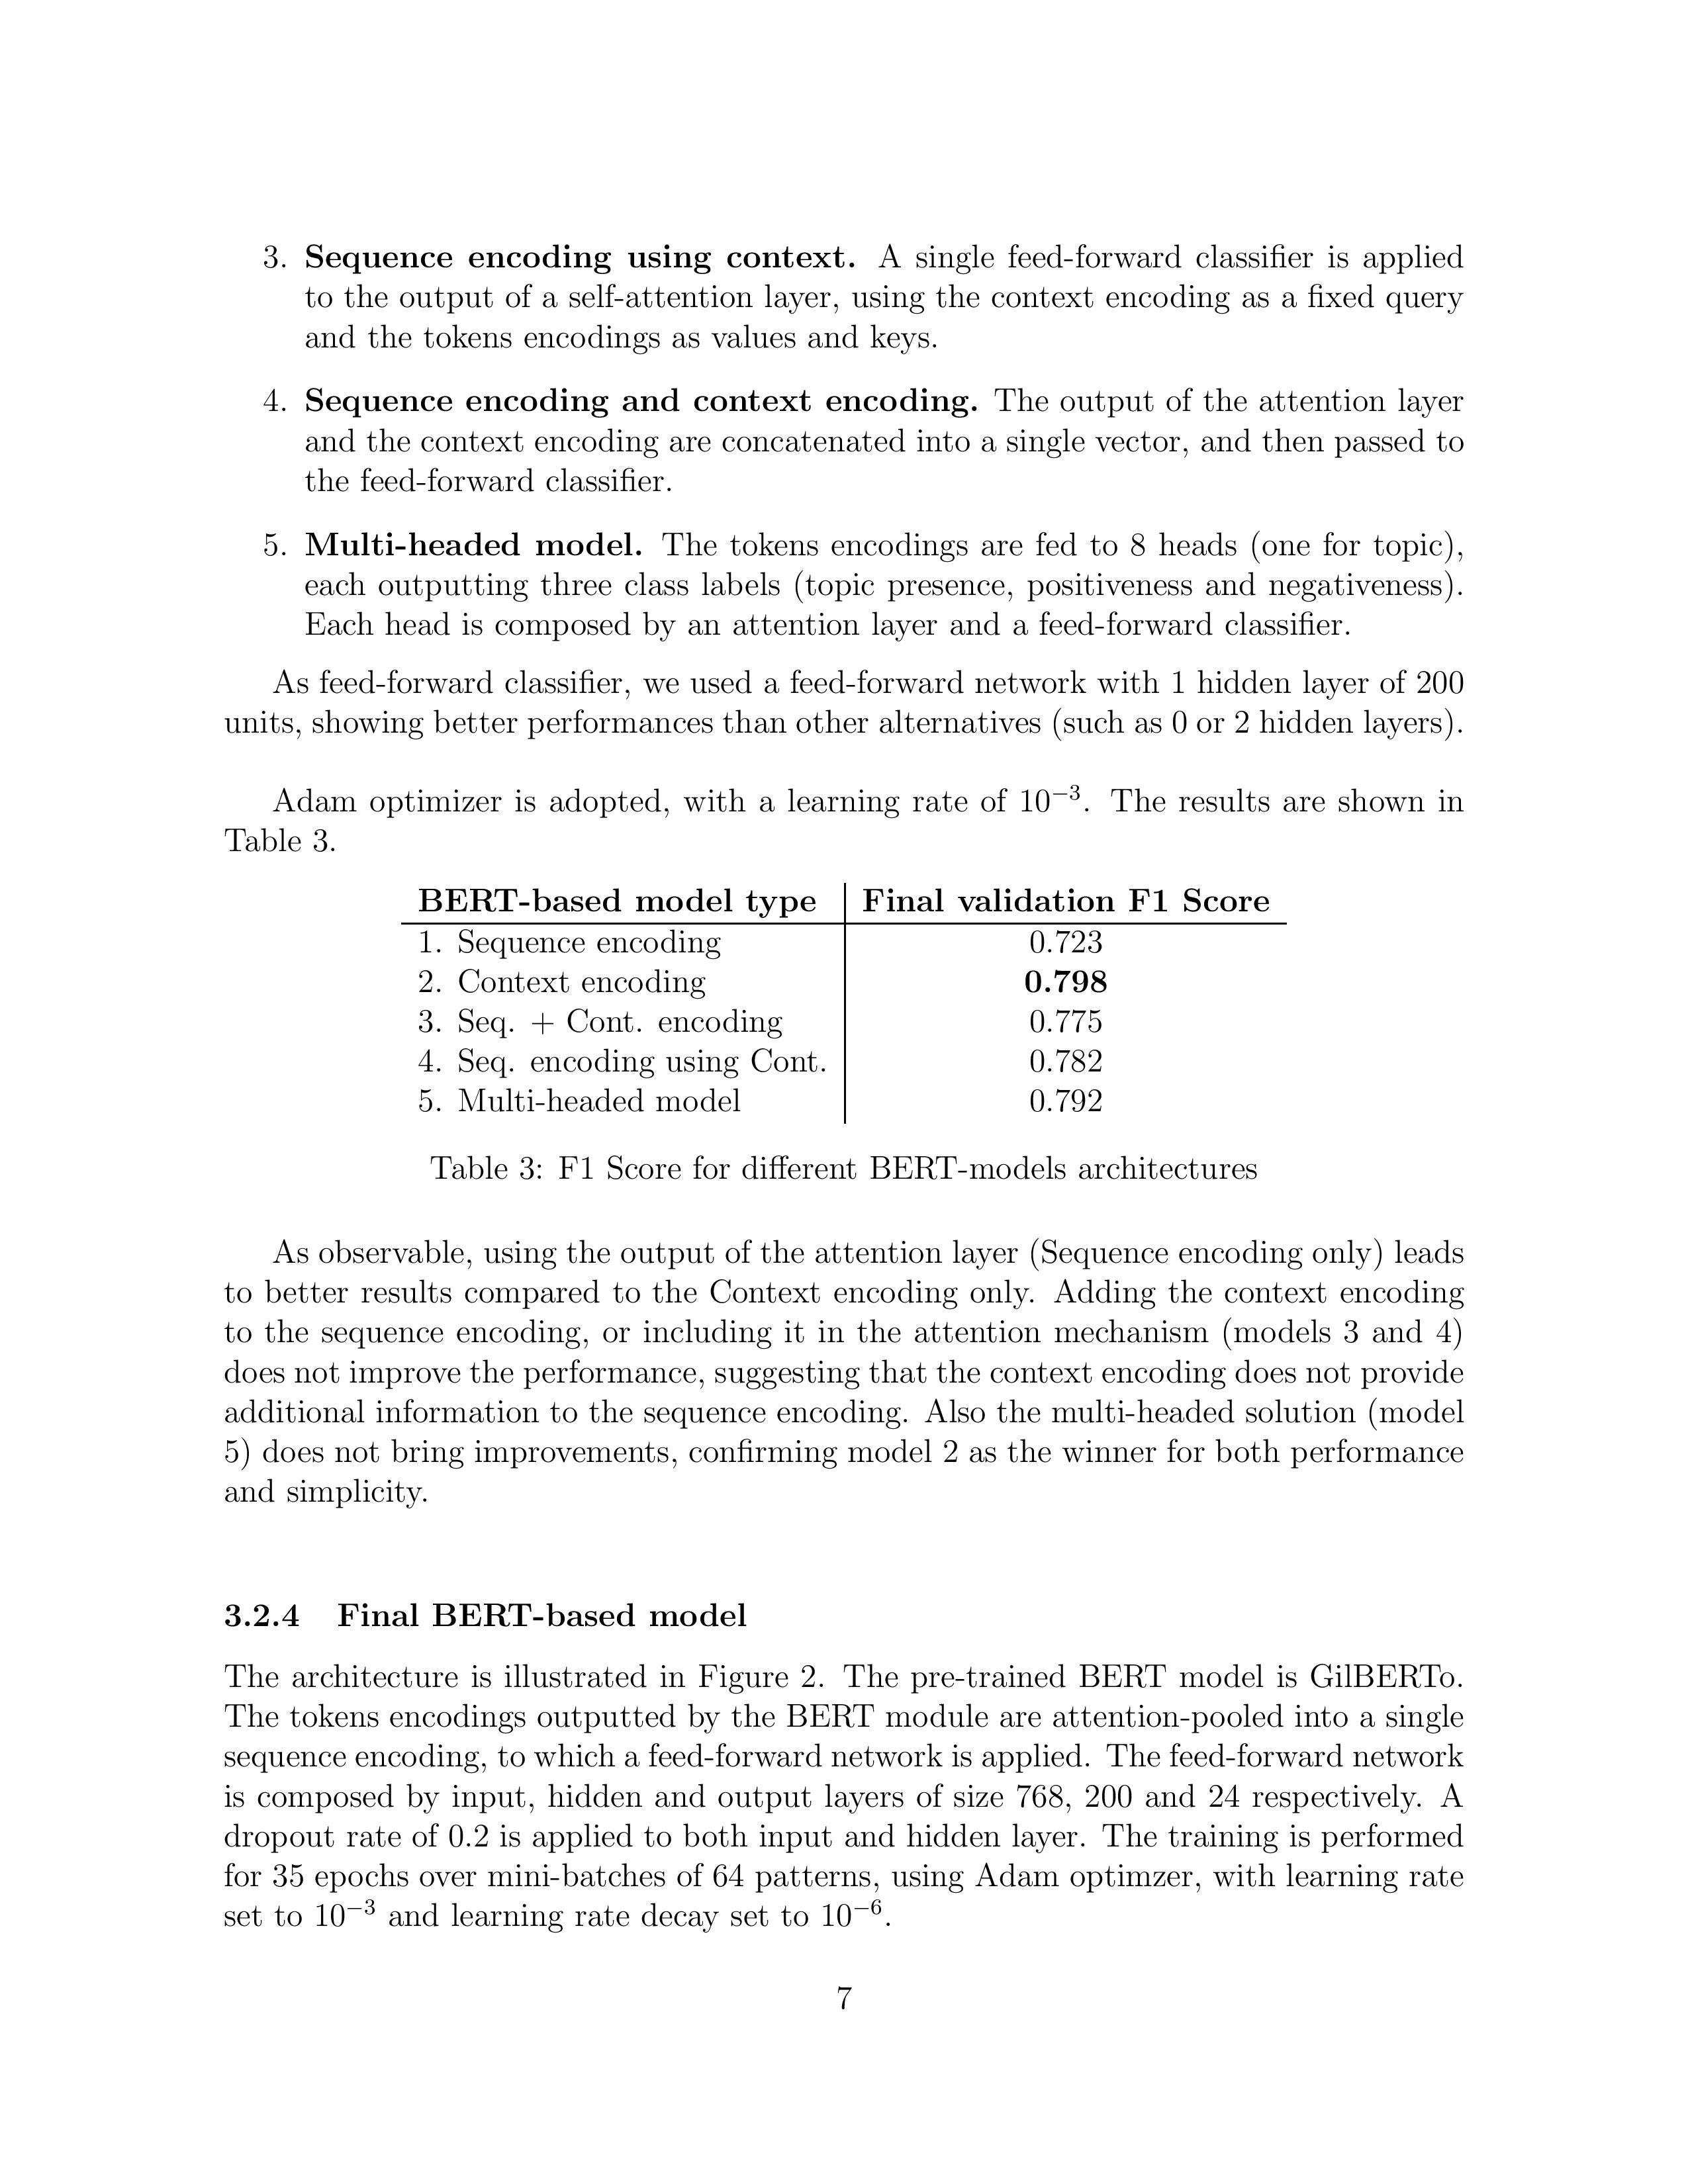 3. Sequence encoding using context. A single feed-forward classifier is applied
to the output of a self-attention layer, using the context encoding as a fixed query
and the tokens encodings as values and keys.
4. Sequence encoding and context encoding. The output of the attention layer
and the context encoding are concatenated into a single vector, and then passed to
the feed-forward classifier.
5. Multi-headed model. The tokens encodings are fed to 8 heads (one for topic),
each outputting three class labels (topic presence, positiveness and negativeness).
Each head is composed by an attention layer and a feed-forward classifier.
As feed-forward classifier, we used a feed-forward network with 1 hidden layer of 200
units, showing better performances than other alternatives (such as 0 or 2 hidden layers).
Adam optimizer is adopted, with a learning rate of 10⁻³. The results are shown in
Table 3.
BERT-based model type Final validation F1 Score
1. Sequence encoding 0.723
2. Context encoding 0.798
3. Seq. + Cont. encoding 0.775
4. Seq. encoding using Cont. 0.782
5. Multi-headed model 0.792
Table 3: F1 Score for different BERT-models architectures
As observable, using the output of the attention layer (Sequence encoding only) leads
to better results compared to the Context encoding only. Adding the context encoding
to the sequence encoding, or including it in the attention mechanism (models 3 and 4)
does not improve the performance, suggesting that the context encoding does not provide
additional information to the sequence encoding. Also the multi-headed solution (model
5) does not bring improvements, confirming model 2 as the winner for both performance
and simplicity.
3.2.4 Final BERT-based model
The architecture is illustrated in Figure 2. The pre-trained BERT model is GilBERTo.
The tokens encodings outputted by the BERT module are attention-pooled into a single
sequence encoding, to which a feed-forward network is applied. The feed-forward network
is composed by input, hidden and output layers of size 768, 200 and 24 respectively. A
dropout rate of 0.2 is applied to both input and hidden layer. The training is performed
for 35 epochs over mini-batches of 64 patterns, using Adam optimzer, with learning rate
set to 10⁻³ and learning rate decay set to 10⁻⁶.
7